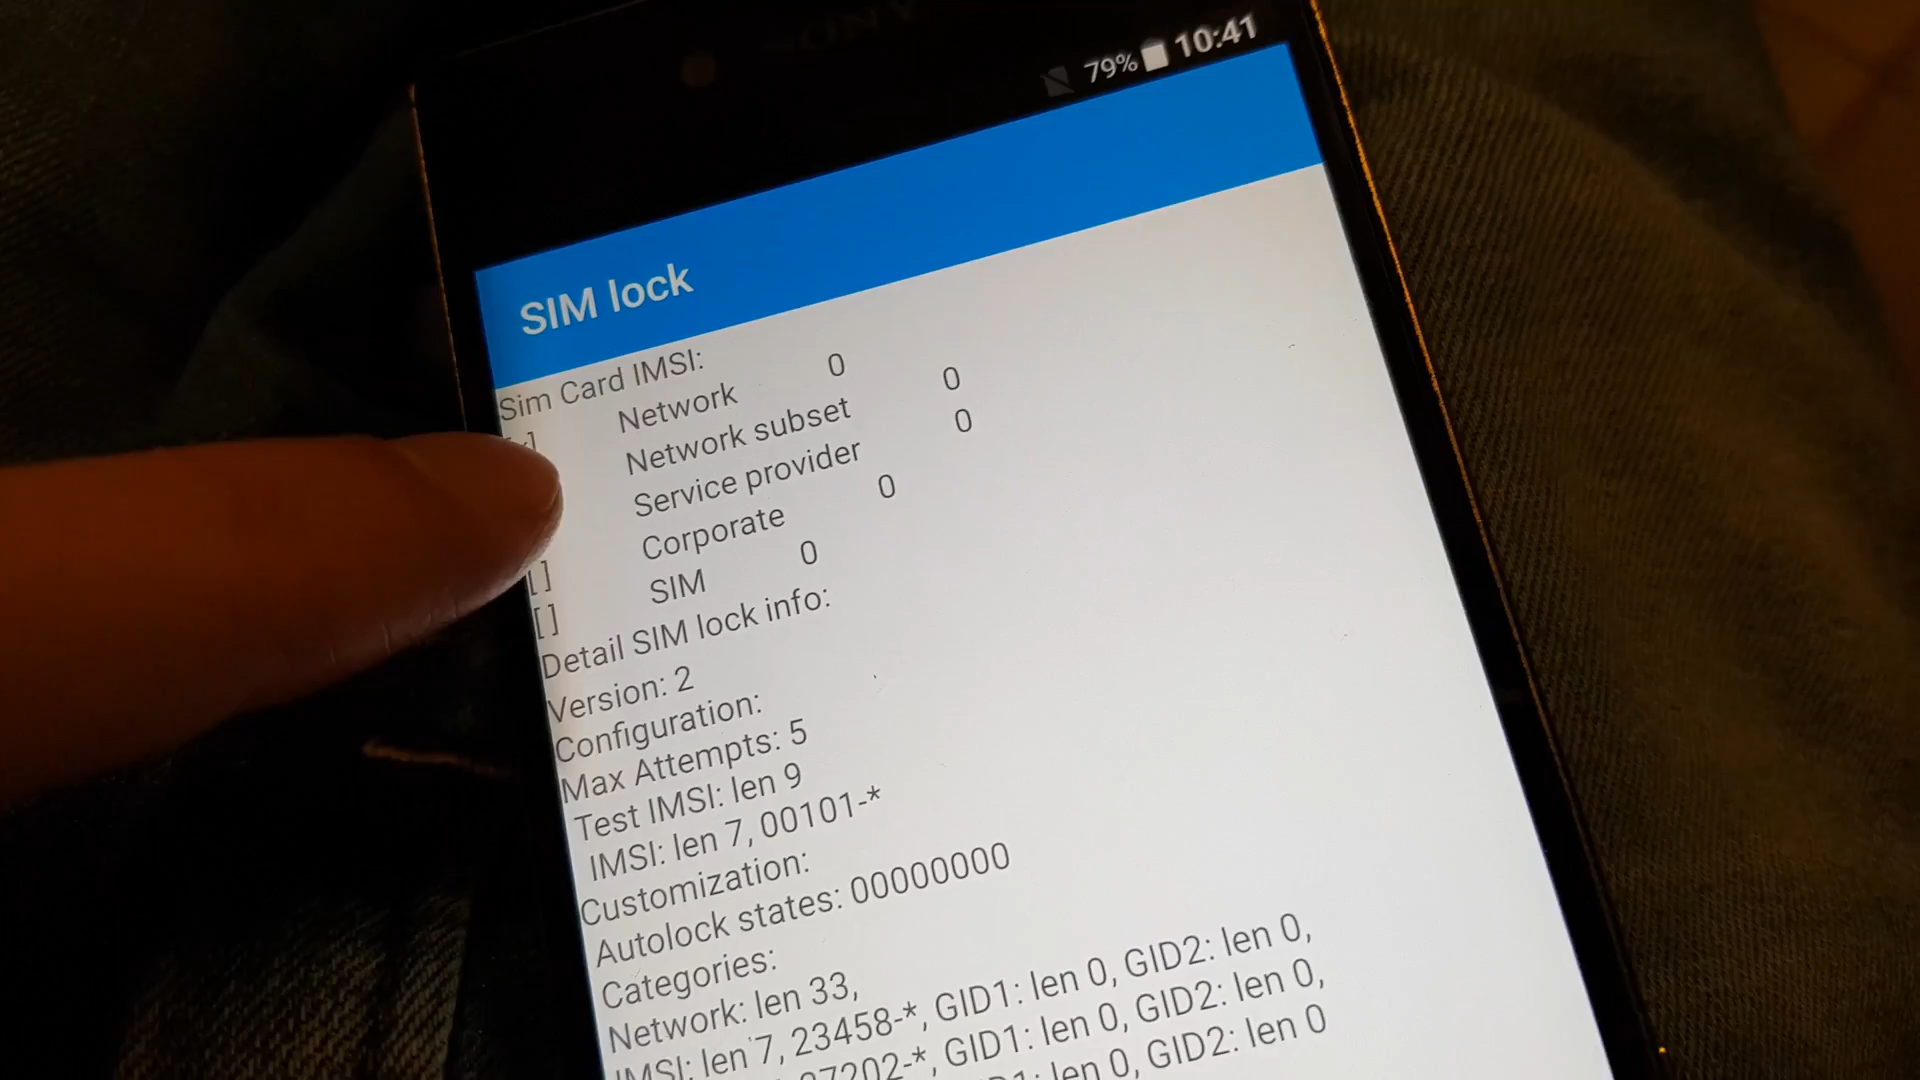 SONY
79% 10:41
SIM lock
Sim Card IMSI:
Network 0
Network subset 0
Service provider 0
Corporate 0
[ ] SIM 0
[ ]
Detail SIM lock info:
Version: 2
Configuration:
Max Attempts: 5
Test IMSI: len 9
IMSI: len 7, 00101-*
Customization:
Autolock states: 00000000
Categories:
Network: len 33,
IMSI: len 7, 23458-*, GID1: len 0, GID2: len 0,
07202-*, GID1: len 0, GID2: len 0,
len 0, GID2: len 0